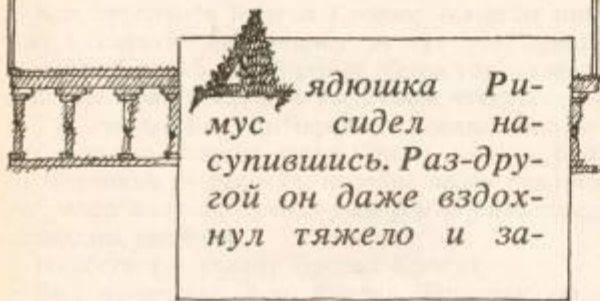 Дядюшка Ри-
мус сидел на-
супившись. Раз-дру-
гой он даже вздох-
нул тяжело и за-